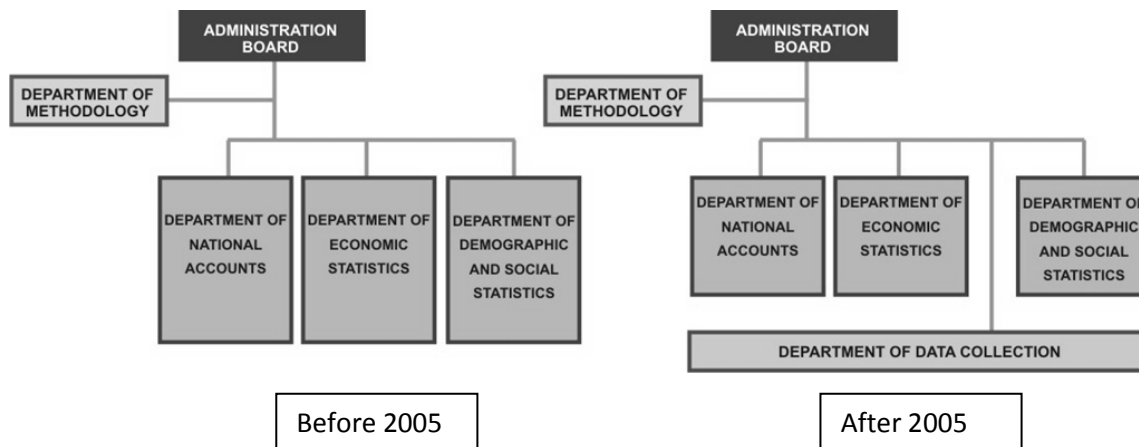 ADMINISTRATION
BOARD
DEPARTMENT OF
METHODOLOGY
DEPARTMENT OF
NATIONAL
ACCOUNTS
DEPARTMENT OF
ECONOMIC
STATISTICS
DEPARTMENT OF
DEMOGRAPHIC
AND SOCIAL
STATISTICS
Before 2005
ADMINISTRATION
BOARD
DEPARTMENT OF
METHODOLOGY
DEPARTMENT OF
NATIONAL
ACCOUNTS
DEPARTMENT OF
ECONOMIC
STATISTICS
DEPARTMENT OF
DEMOGRAPHIC
AND SOCIAL
STATISTICS
DEPARTMENT OF DATA COLLECTION
After 2005